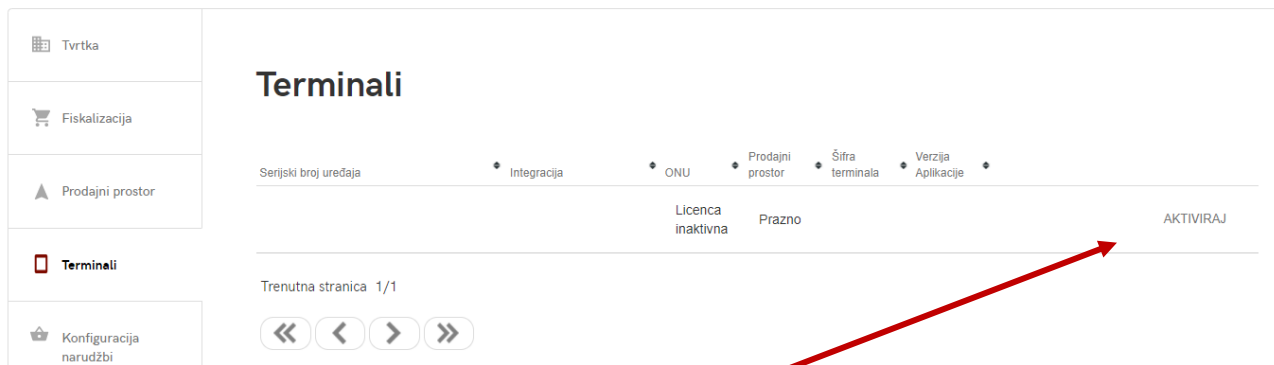 Tvrtka
Fiskalizacija
Prodajni prostor
Terminali
Konfiguracija
narudžbi
Terminali
Serijski broj uređaja
Integracija
ONU
Prodajni
prostor
Šifra
terminala
Verzija
Aplikacije
Licenca
inaktivna
Prazno
AKTIVIRAJ
Trenutna stranica 1/1